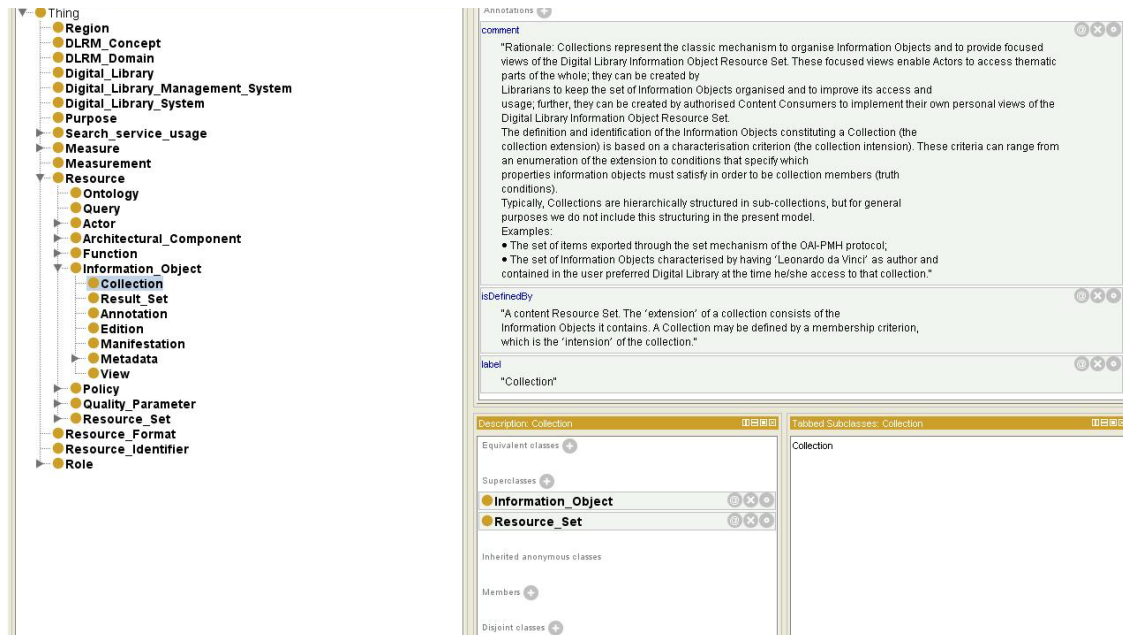 Thing
Region
DLRM_Concept
DLRM_Domain
Digital_Library
Digital_Library_Management_System
Digital_Library_System
Purpose
Search_service_usage
Measure
Measurement
Resource
Ontology
Query
Actor
Architectural_Component
Function
Information_Object
Collection
Result_Set
Annotation
Edition
Manifestation
Metadata
View
Policy
Quality_Parameter
Resource_Set
Resource_Format
Resource_Identifier
Role
Annotations
comment
"Rationale: Collections represent the classic mechanism to organise Information Objects and to provide focused
views of the Digital Library Information Object Resource Set. These focused views enable Actors to access thematic
parts of the whole; they can be created by
Librarians to keep the set of Information Objects organised and to improve its access and
usage; further, they can be created by authorised Content Consumers to implement their own personal views of the
Digital Library Information Object Resource Set.
The definition and identification of the Information Objects constituting a Collection (the
collection extension) is based on a characterisation criterion (the collection intension). These criteria can range from
an enumeration of the extension to conditions that specify which
properties information objects must satisfy in order to be collection members (truth
conditions).
Typically, Collections are hierarchically structured in sub-collections, but for general
purposes we do not include this structuring in the present model.
Examples:
● The set of items exported through the set mechanism of the OAI-PMH protocol;
● The set of Information Objects characterised by having 'Leonardo da Vinci' as author and
contained in the user preferred Digital Library at the time he/she access to that collection."
isDefinedBy
"A content Resource Set. The 'extension' of a collection consists of the
Information Objects it contains. A Collection may be defined by a membership criterion,
which is the 'intension' of the collection."
label
"Collection"
Description: Collection
Equivalent classes
Superclasses
Information_Object
Resource_Set
Inherited anonymous classes
Members
Disjoint classes
Tabbed Subclasses: Collection
Collection